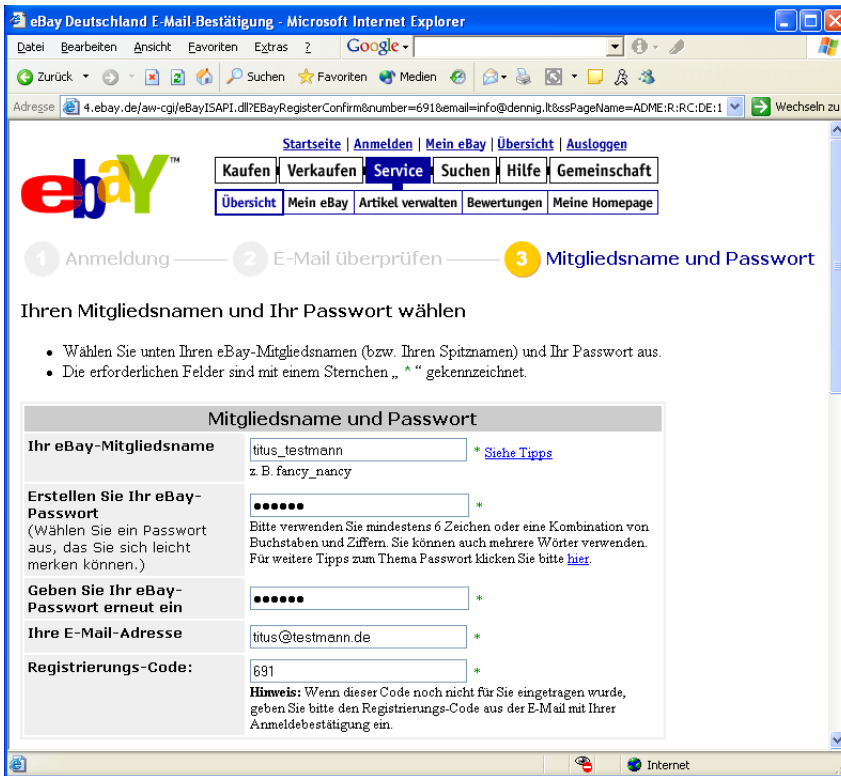 eBay Deutschland E-Mail-Bestätigung - Microsoft Internet Explorer
Datei Bearbeiten Ansicht Favoriten Extras ? Google
Zurück Suchen Favoriten Medien
Adresse 4.ebay.de/aw-cgi/eBayISAPI.dll?EBayRegisterConfirm&number=691&email=info@dennig.lt&ssPageName=ADME:R:RC:DE:1 Wechseln zu
Startseite | Anmelden | Mein eBay | Übersicht | Ausloggen
ebaY™
Kaufen Verkaufen Service Suchen Hilfe Gemeinschaft
Übersicht Mein eBay Artikel verwalten Bewertungen Meine Homepage
1 Anmeldung 2 E-Mail überprüfen 3 Mitgliedsname und Passwort
Ihren Mitgliedsnamen und Ihr Passwort wählen
• Wählen Sie unten Ihren eBay-Mitgliedsnamen (bzw. Ihren Spitznamen) und Ihr Passwort aus.
• Die erforderlichen Felder sind mit einem Sternchen „ * “ gekennzeichnet.
Mitgliedsname und Passwort
Ihr eBay-Mitgliedsname
titus_testmann * Siehe Tipps
z. B. fancy_nancy
Erstellen Sie Ihr eBay-
Passwort
(Wählen Sie ein Passwort
aus, das Sie sich leicht
merken können.)
•••••• *
Bitte verwenden Sie mindestens 6 Zeichen oder eine Kombination von
Buchstaben und Ziffern. Sie können auch mehrere Wörter verwenden.
Für weitere Tipps zum Thema Passwort klicken Sie bitte hier.
Geben Sie Ihr eBay-
Passwort erneut ein
•••••• *
Ihre E-Mail-Adresse
titus@testmann.de *
Registrierungs-Code:
691 *
Hinweis: Wenn dieser Code noch nicht für Sie eingetragen wurde,
geben Sie bitte den Registrierungs-Code aus der E-Mail mit Ihrer
Anmeldebestätigung ein.
Internet